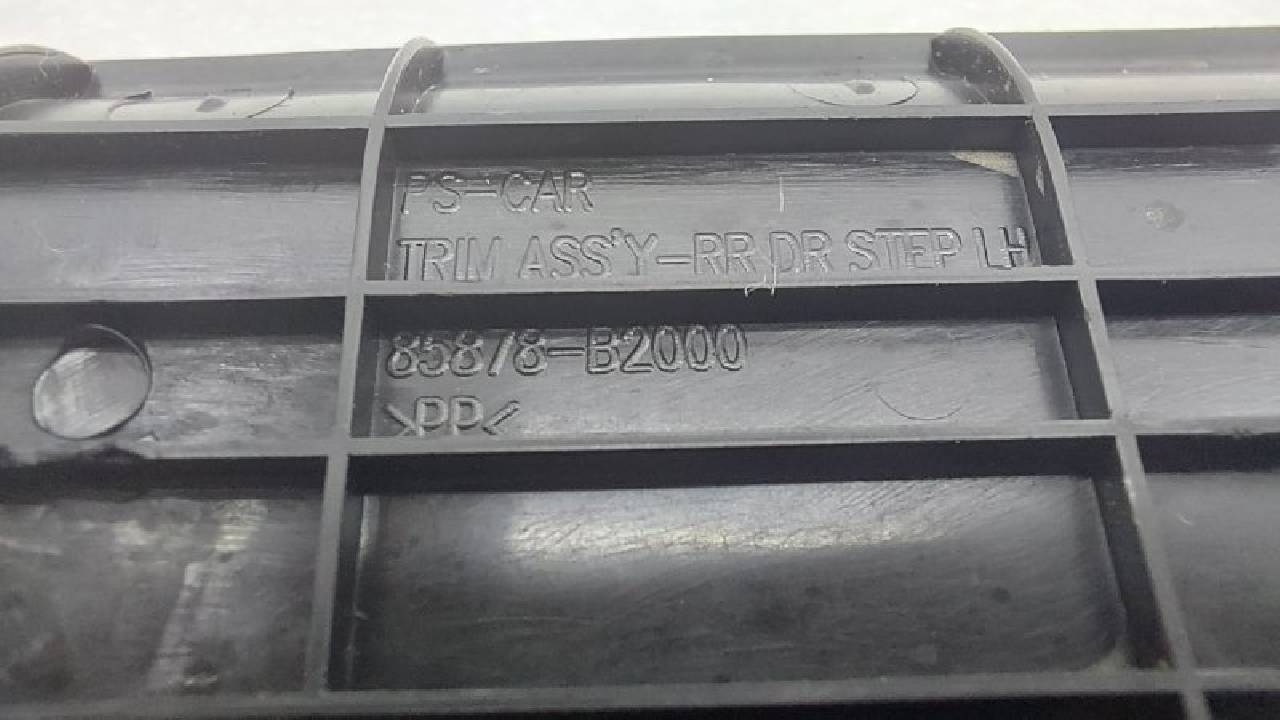 PS-CAR
TRIM ASS'Y-RR DR STEP LH
85878-B2000
>PP<